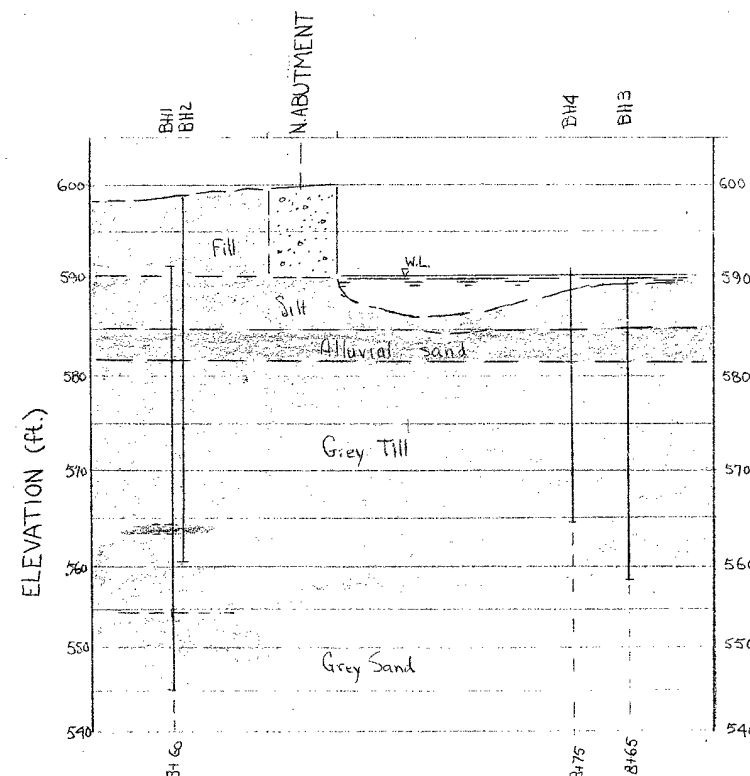 BH1
BH2
N.ABUTMENT
BH4
BH3
600
600
Fill
W.L.
590
590
Silt
Alluvial sand
580
580
Grey Till
570
570
ELEVATION (ft.)
560
560
550
550
Grey Sand
540
540
8+60
8+75
8+65